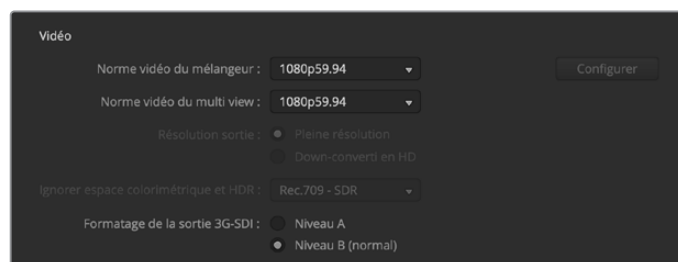 Vidéo
Norme vidéo du mélangeur : 1080p59.94 Configurer
Norme vidéo du multi view : 1080p59.94
Résolution sortie : Pleine résolution
Down-converti en HD
Ignorer espace colorimétrique et HDR : Rec.709 - SDR
Formatage de la sortie 3G-SDI : Niveau A
Niveau B (normal)